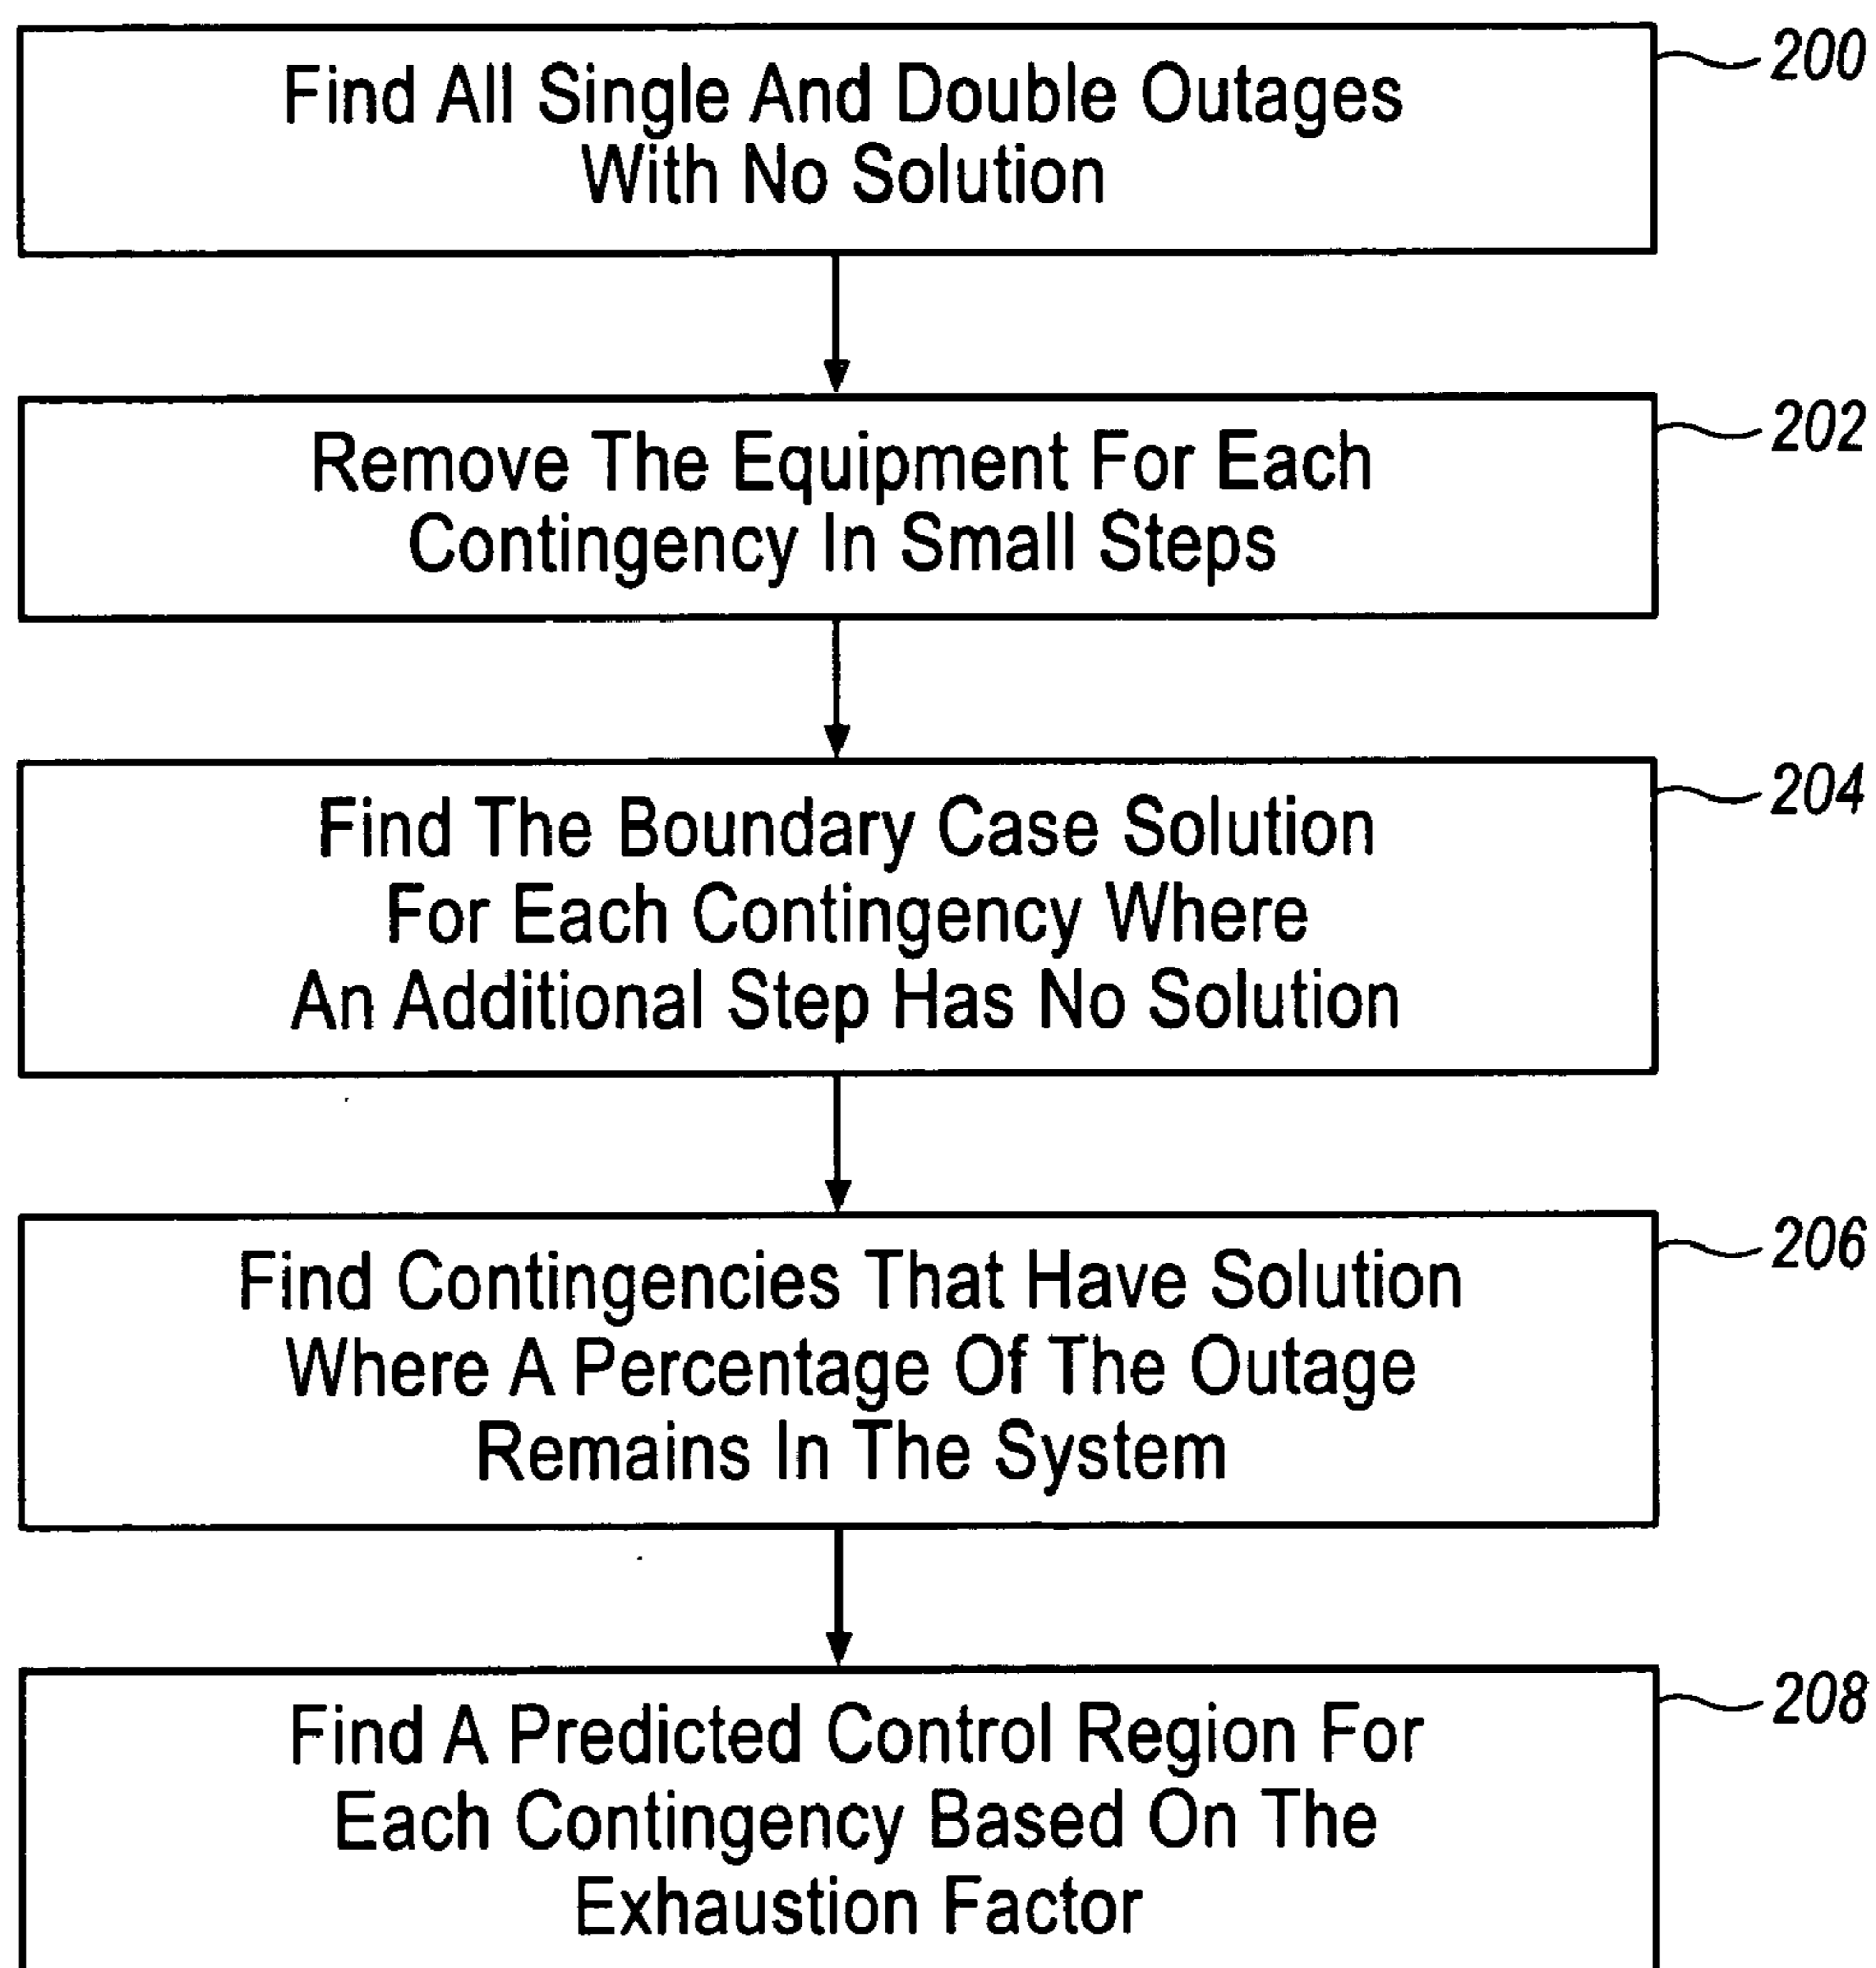 Find All Single And Double Outages
With No Solution
200
Remove The Equipment For Each
Contingency In Small Steps
202
Find The Boundary Case Solution
For Each Contingency Where
An Additional Step Has No Solution
204
Find Contingencies That Have Solution
Where A Percentage Of The Outage
Remains In The System
206
Find A Predicted Control Region For
Each Contingency Based On The
Exhaustion Factor
208